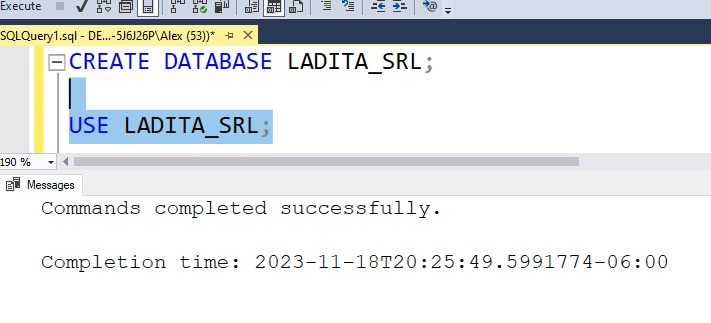 Execute
SQLQuery1.sql - DE...-5J6J26P\Alex (53))*
CREATE DATABASE LADITA_SRL;
USE LADITA_SRL;
190 %
Messages
Commands completed successfully.
Completion time: 2023-11-18T20:25:49.5991774-06:00